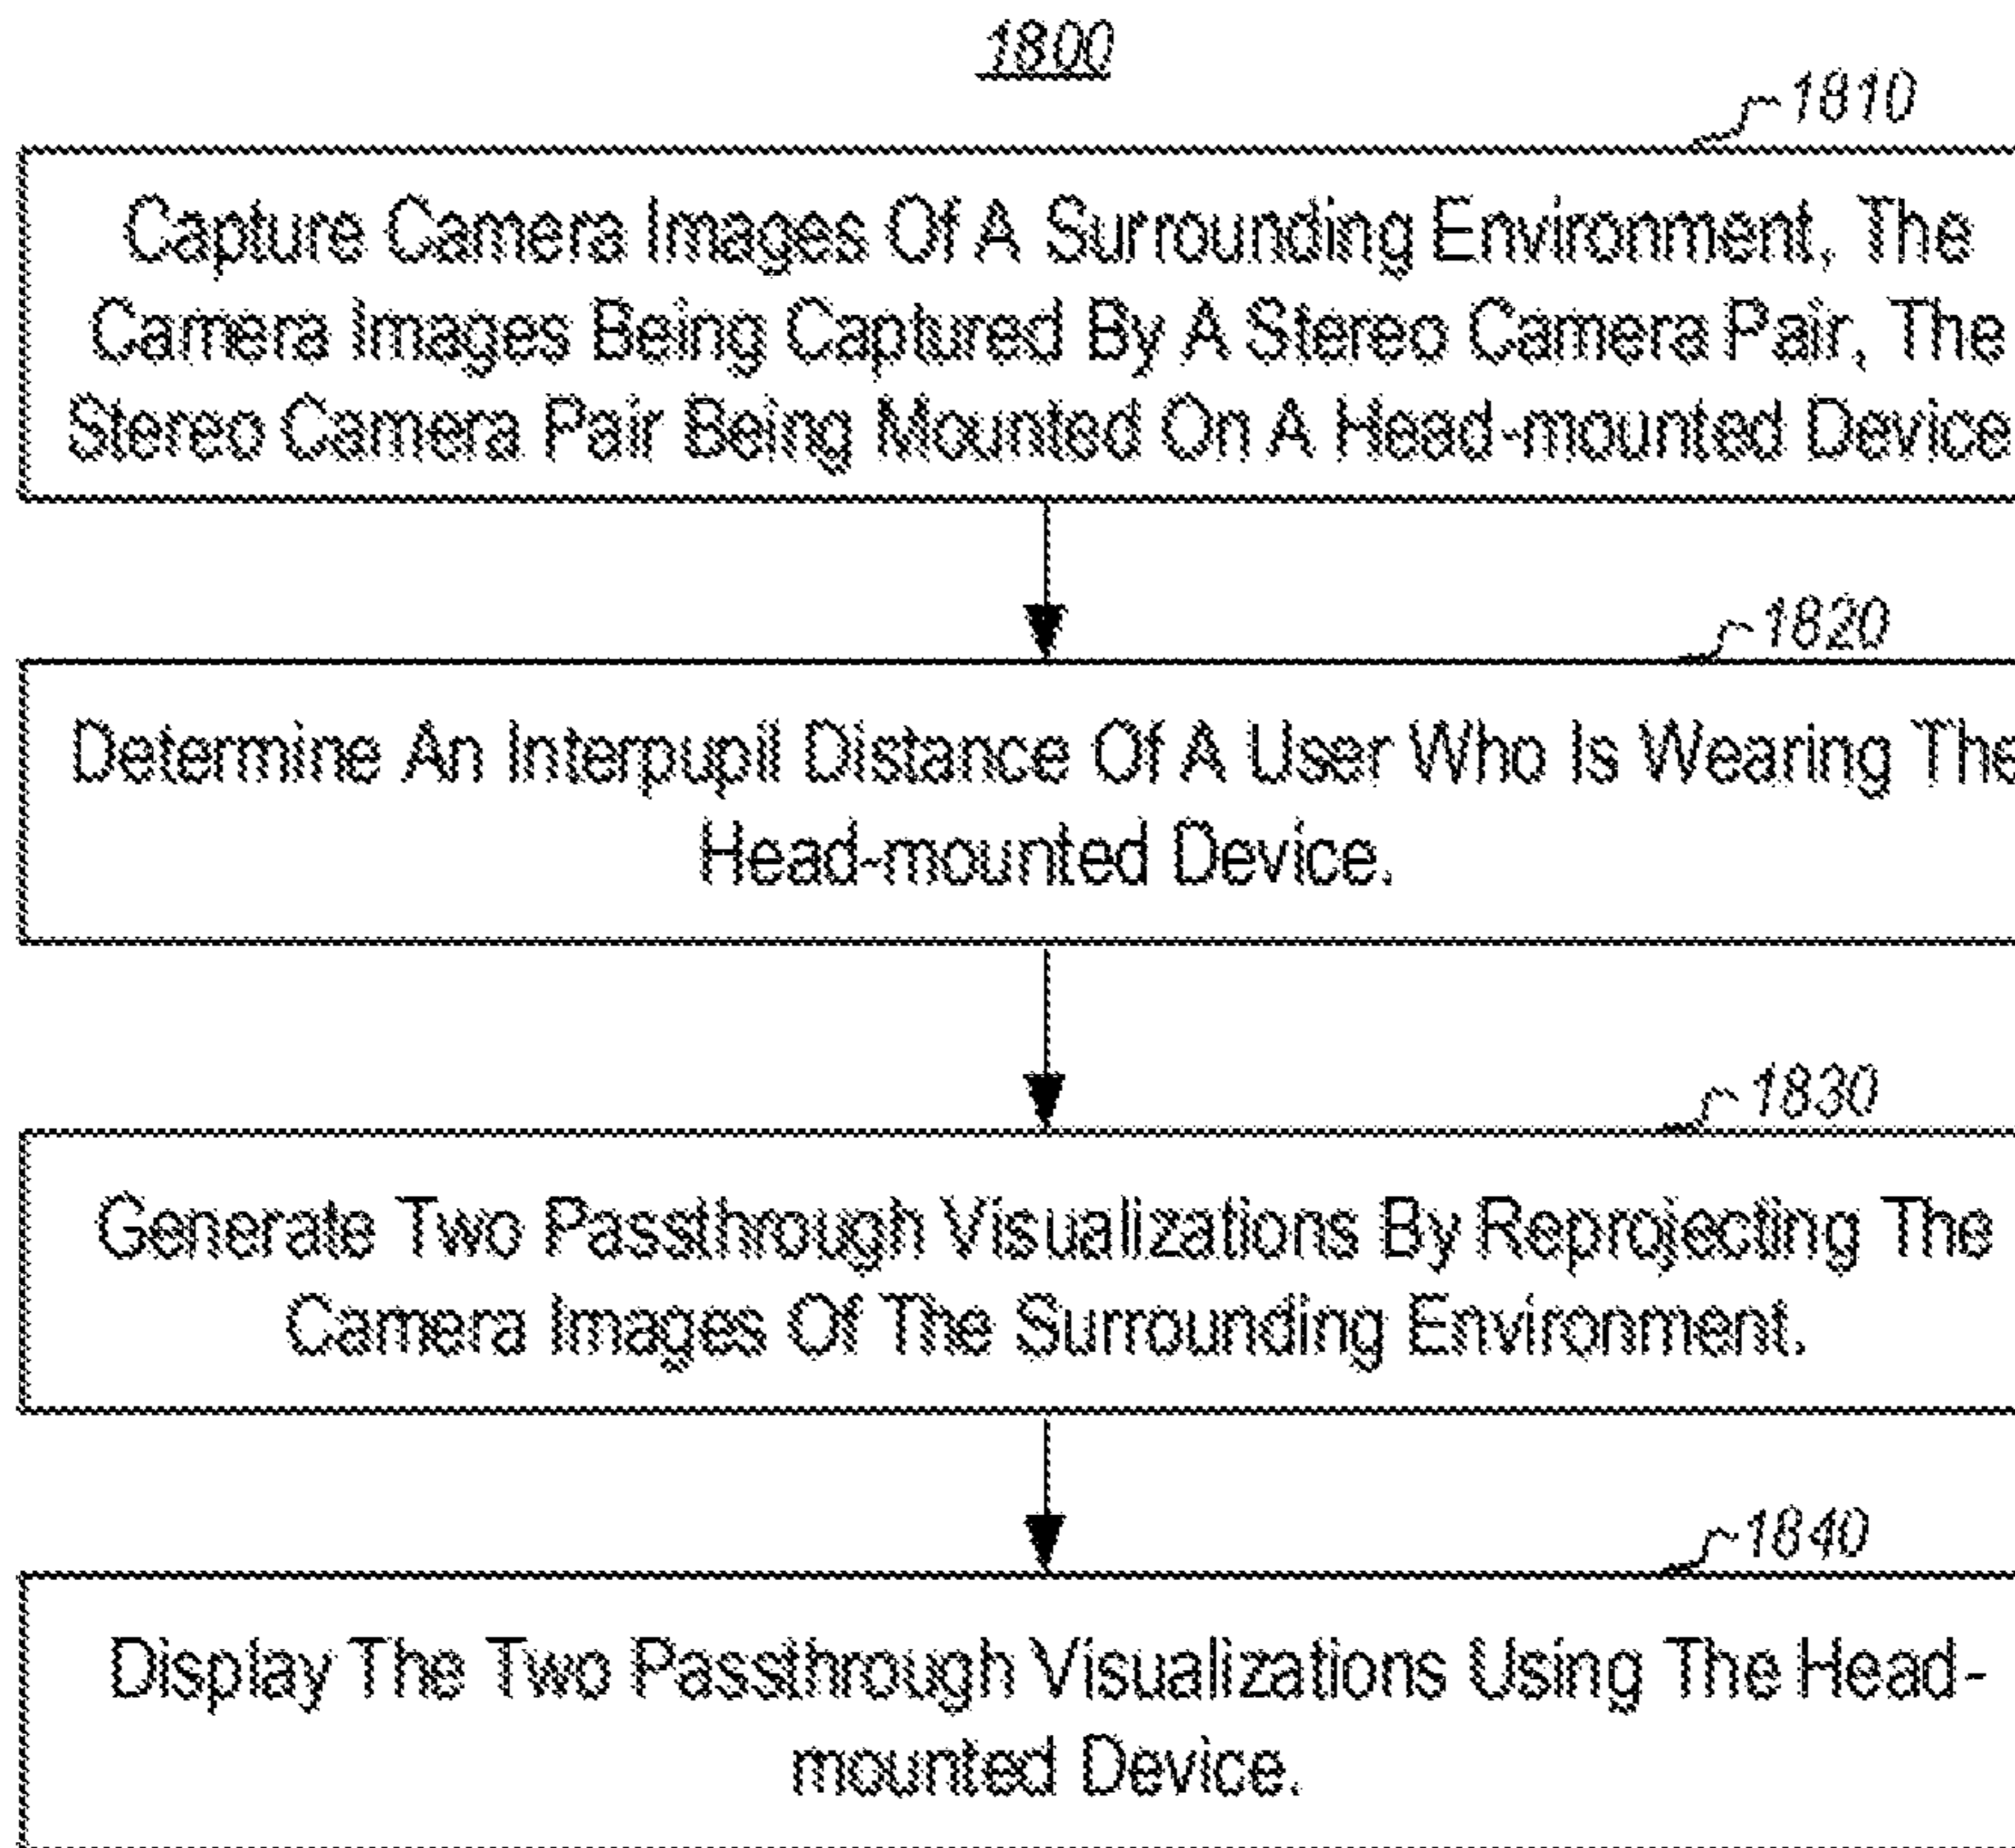 1800
1810
Capture Camera Images Of A Surrounding Environment, The
Camera Images Being Captured By A Stereo Camera Pair, The
Stereo Camera Pair Being Mounted On A Head-mounted Device
1820
Determine An Interpupil Distance Of A User Who Is Wearing The
Head-mounted Device.
1830
Generate Two Passthrough Visualizations By Reprojecting The
Camera Images Of The Surrounding Environment.
1840
Display The Two Passthrough Visualizations Using The Head-
mounted Device.